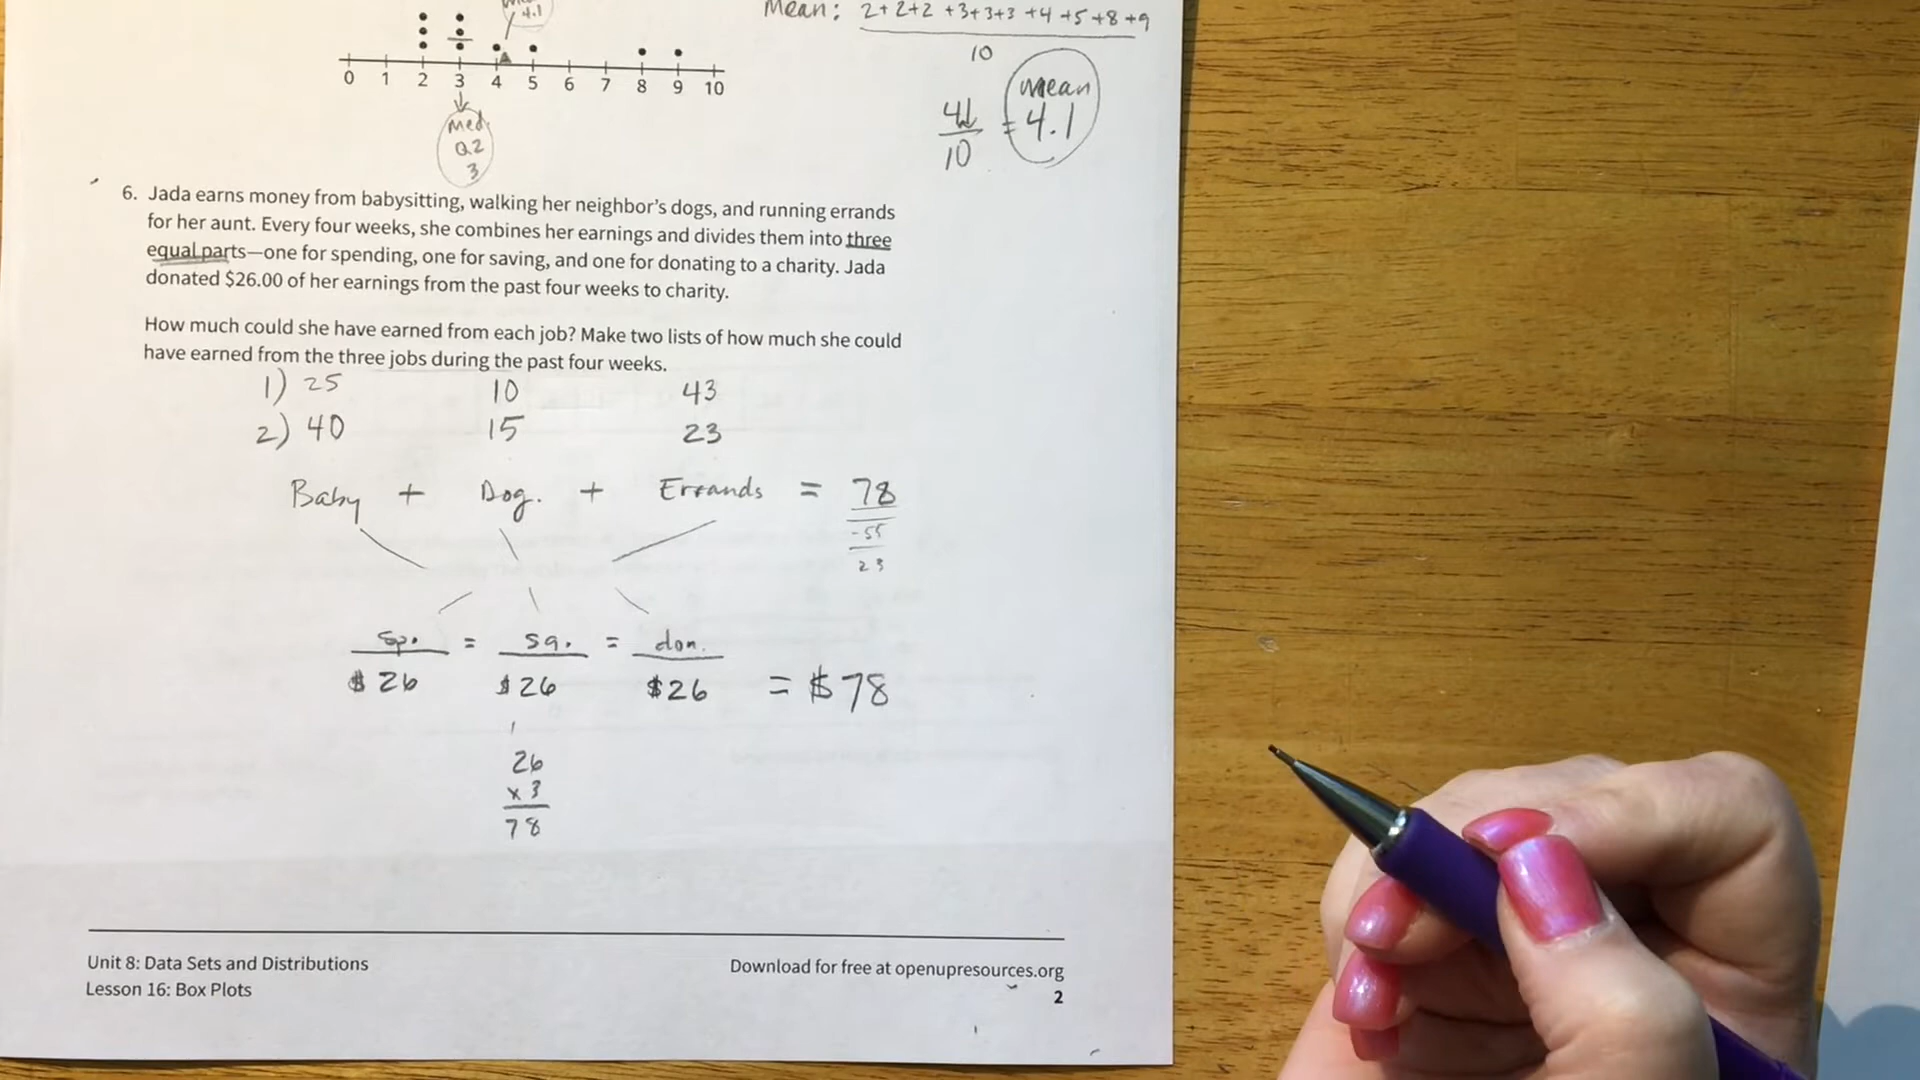 4.1
Mean: 2+2+2+3+3+3+4+5+8+9
10
0 1 2 3 4 5 6 7 8 9 10
41
10
= 4.1
Mean
Med.
Q2
3
6. Jada earns money from babysitting, walking her neighbor's dogs, and running errands
for her aunt. Every four weeks, she combines her earnings and divides them into three
equal parts—one for spending, one for saving, and one for donating to a charity. Jada
donated $26.00 of her earnings from the past four weeks to charity.
How much could she have earned from each job? Make two lists of how much she could
have earned from the three jobs during the past four weeks.
1) 25 10 43
2) 40 15 23
Baby + Dog. + Errands = 78
-55
23
sp. = sa. = don.
$26 $26 $26 = $78
1
26
x 3
78
Unit 8: Data Sets and Distributions
Lesson 16: Box Plots
Download for free at openupresources.org
2